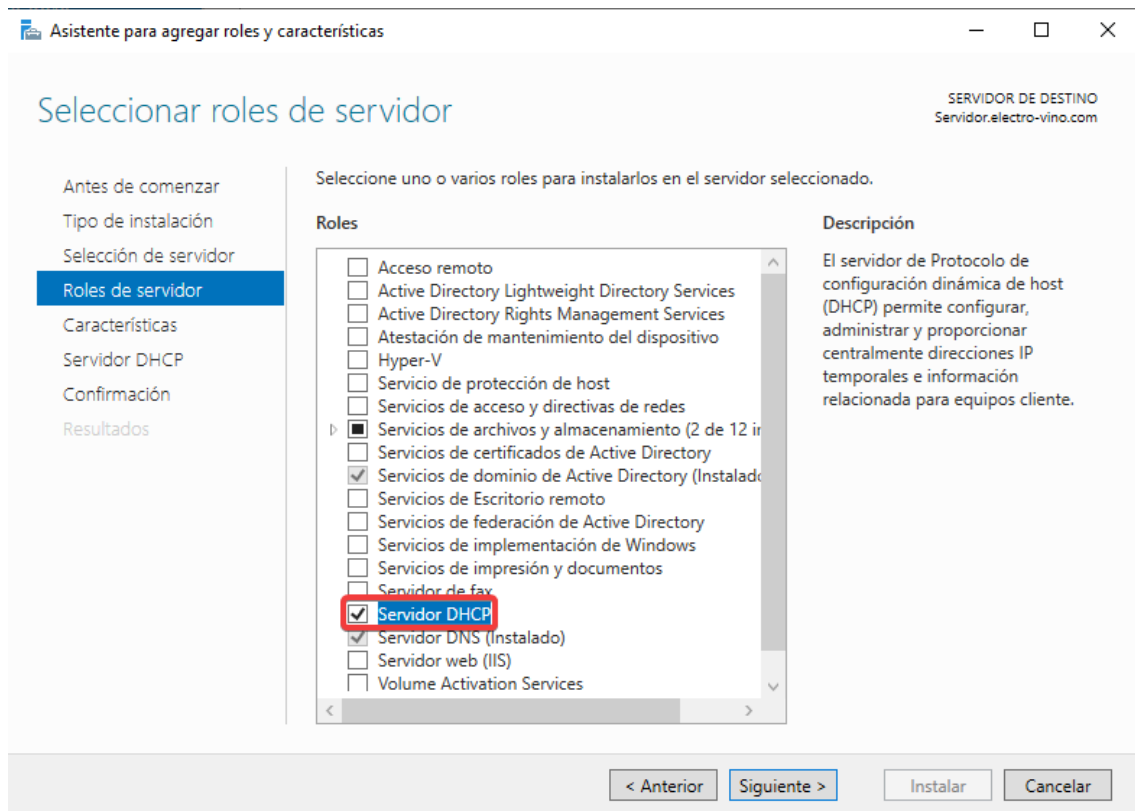 Asistente para agregar roles y características
Seleccionar roles de servidor
SERVIDOR DE DESTINO
Servidor.electro-vino.com
Antes de comenzar
Tipo de instalación
Selección de servidor
Roles de servidor
Características
Servidor DHCP
Confirmación
Resultados
Seleccione uno o varios roles para instalarlos en el servidor seleccionado.
Roles
Acceso remoto
Active Directory Lightweight Directory Services
Active Directory Rights Management Services
Atestación de mantenimiento del dispositivo
Hyper-V
Servicio de protección de host
Servicios de acceso y directivas de redes
Servicios de archivos y almacenamiento (2 de 12 in
Servicios de certificados de Active Directory
Servicios de dominio de Active Directory (Instalado
Servicios de Escritorio remoto
Servicios de federación de Active Directory
Servicios de implementación de Windows
Servicios de impresión y documentos
Servidor de fax
Servidor DHCP
Servidor DNS (Instalado)
Servidor web (IIS)
Volume Activation Services
Descripción
El servidor de Protocolo de
configuración dinámica de host
(DHCP) permite configurar,
administrar y proporcionar
centralmente direcciones IP
temporales e información
relacionada para equipos cliente.
< Anterior
Siguiente >
Instalar
Cancelar